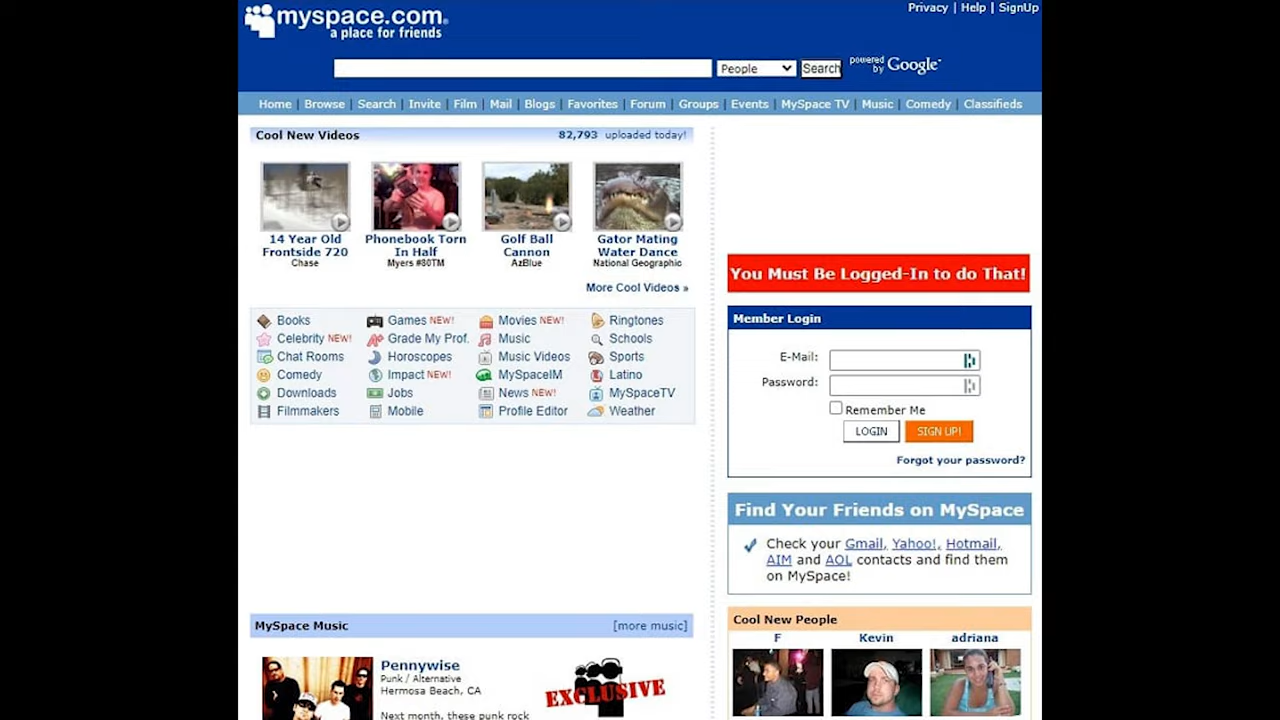 myspace.com®
a place for friends
Privacy | Help | SignUp
People
Search
powered by Google™
Home | Browse | Search | Invite | Film | Mail | Blogs | Favorites | Forum | Groups | Events | MySpace TV | Music | Comedy | Classifieds
Cool New Videos
82,793 uploaded today!
14 Year Old Frontside 720
Chase
Phonebook Torn In Half
Myers #80TM
Golf Ball Cannon
AzBlue
Gator Mating Water Dance
National Geographic
More Cool Videos »
Books
Games NEW!
Movies NEW!
Ringtones
Celebrity NEW!
Grade My Prof.
Music
Schools
Chat Rooms
Horoscopes
Music Videos
Sports
Comedy
Impact NEW!
MySpaceIM
Latino
Downloads
Jobs
News NEW!
MySpaceTV
Filmmakers
Mobile
Profile Editor
Weather
You Must Be Logged-In to do That!
Member Login
E-Mail:
Password:
Remember Me
LOGIN
SIGN UP!
Forgot your password?
Find Your Friends on MySpace
Check your Gmail, Yahoo!, Hotmail,
AIM and AOL contacts and find them
on MySpace!
MySpace Music
[more music]
Pennywise
Punk / Alternative
Hermosa Beach, CA
Next month, these punk rock
EXCLUSIVE
Cool New People
F
Kevin
adriana